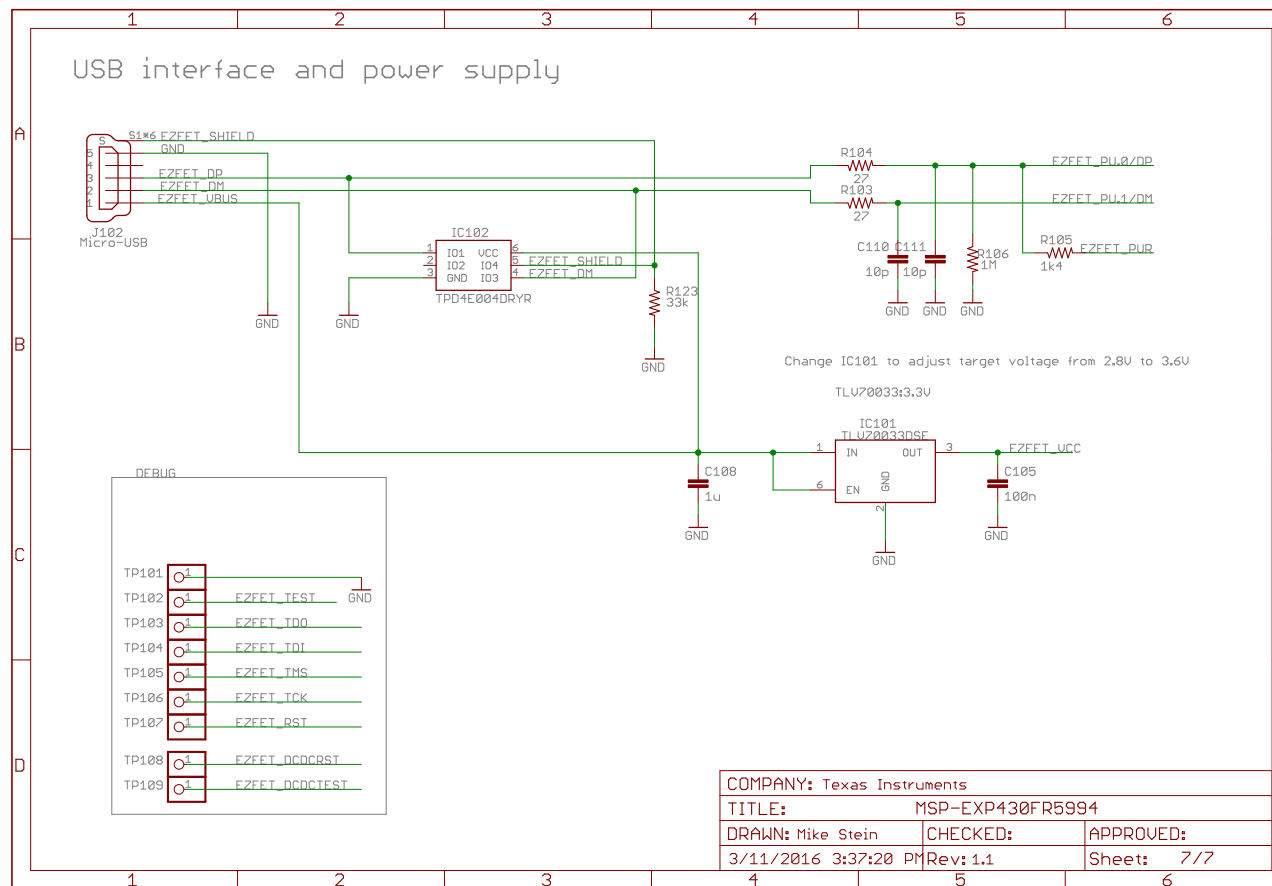 1 2 3 4 5 6
USB interface and power supply
A
S1*6 EZFET_SHIELD
S
5 GND
4
3 EZFET_DP
2 EZFET_DM
1 EZFET_VBUS
J102
Micro-USB
R104
27
EZFET_PU.0/DP
R103
27
EZFET_PU.1/DM
IC102
1 IO1 VCC 6
2 IO2 IO4 5 EZFET_SHIELD
3 GND IO3 4 EZFET_DM
TPD4E004DRYR
C110 C111
10p 10p
R106
1M
R105
1k4
EZFET_PUR
R123
33k
GND GND GND GND GND
B
GND
Change IC101 to adjust target voltage from 2.8V to 3.6V
TLV70033:3.3V
IC101
TLV70033DSE
1 IN OUT 3 EZFET_VCC
6 EN GND
2
C108
1u
C105
100n
GND GND
GND
C
DEBUG
TP101 1
GND
TP102 1 EZFET_TEST
TP103 1 EZFET_TDO
TP104 1 EZFET_TDI
TP105 1 EZFET_TMS
TP106 1 EZFET_TCK
TP107 1 EZFET_RST
D
TP108 1 EZFET_DCDCRST
TP109 1 EZFET_DCDCTEST
COMPANY: Texas Instruments
TITLE: MSP-EXP430FR5994
DRAWN: Mike Stein CHECKED: APPROVED:
3/11/2016 3:37:20 PM Rev: 1.1 Sheet: 7/7
1 2 3 4 5 6